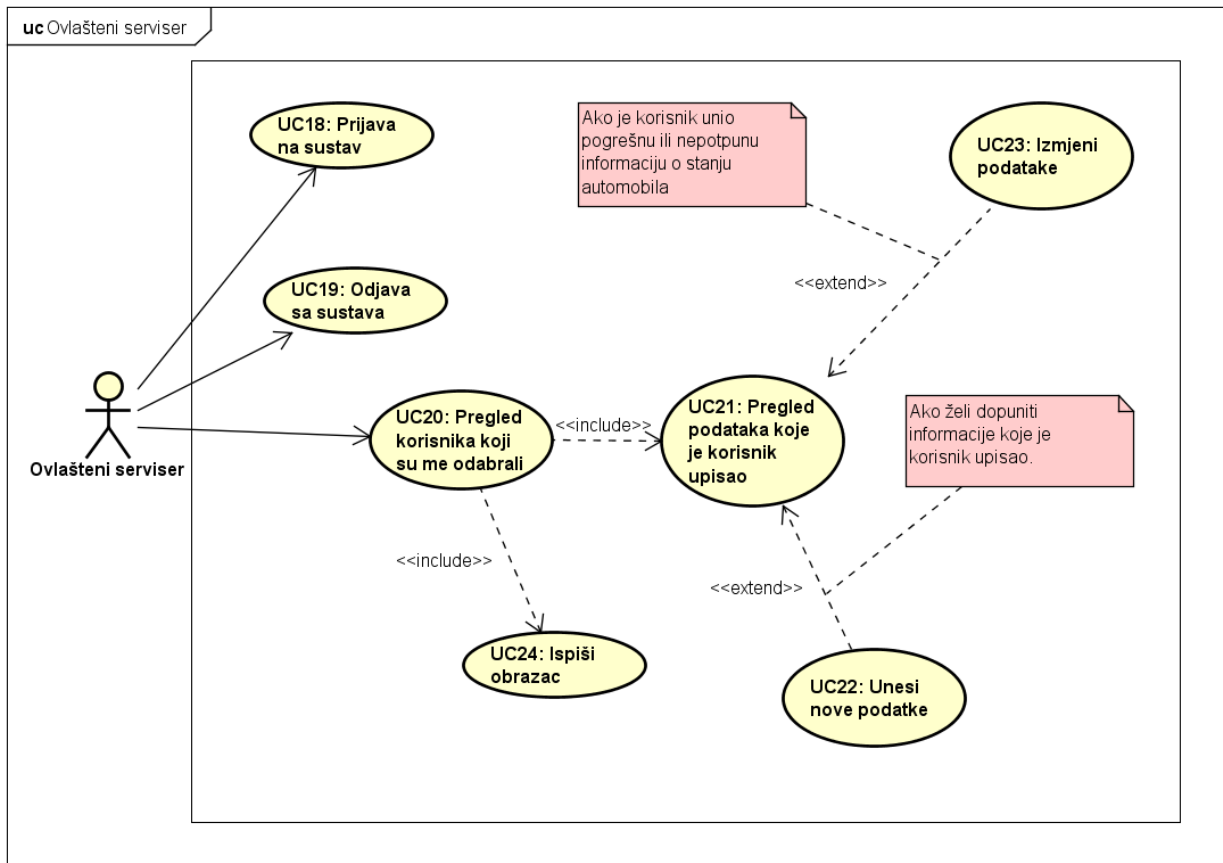 uc Ovlašteni serviser
UC18: Prijava
na sustav
Ako je korisnik unio
pogrešnu ili nepotpunu
informaciju o stanju
automobila
UC23: Izmjeni
podatake
<<extend>>
UC19: Odjava
sa sustava
Ovlašteni serviser
UC20: Pregled
korisnika koji
su me odabrali
<<include>>
UC21: Pregled
podataka koje
je korisnik
upisao
Ako želi dopuniti
informacije koje je
korisnik upisao.
<<include>>
<<extend>>
UC24: Ispiši
obrazac
UC22: Unesi
nove podatke